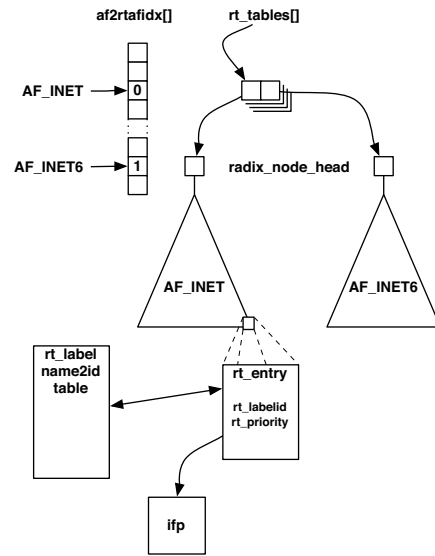 af2rtafidx[]
rt_tables[]
AF_INET
0
AF_INET6
1
radix_node_head
AF_INET
AF_INET6
rt_label
name2id
table
rt_entry
rt_labelid
rt_priority
ifp